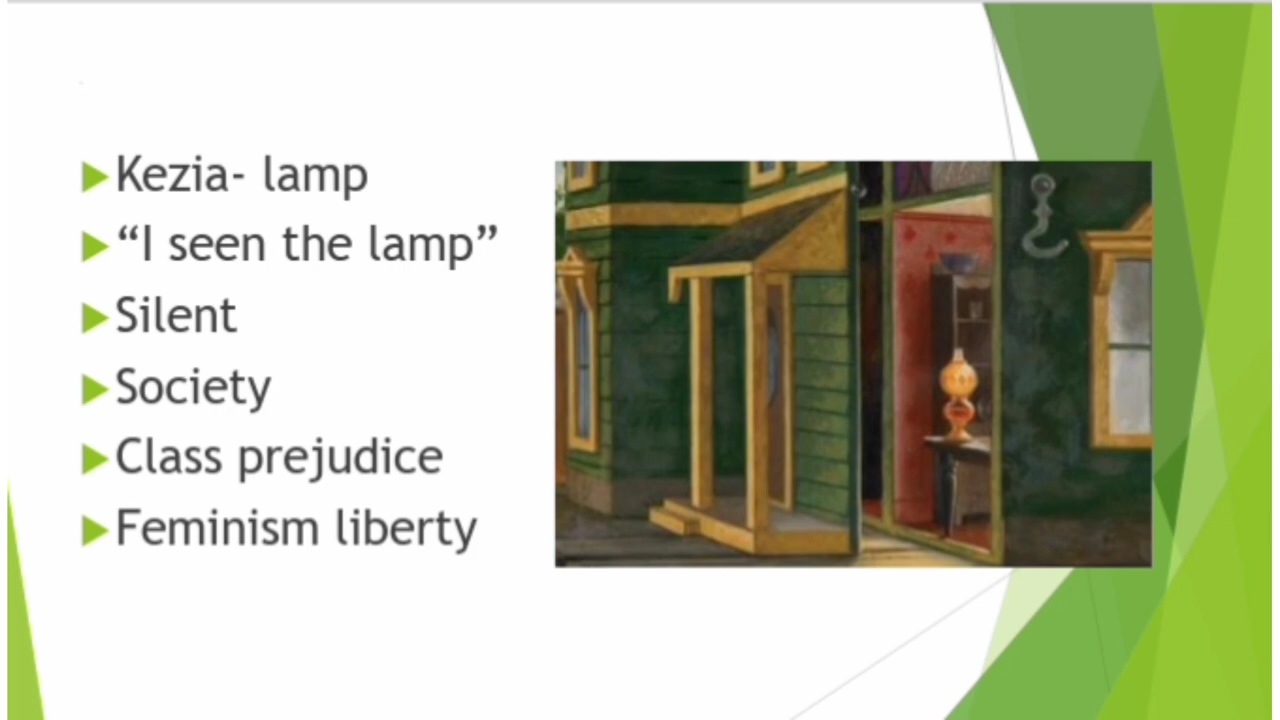 Kezia- lamp
“I seen the lamp”
Silent
Society
Class prejudice
Feminism liberty